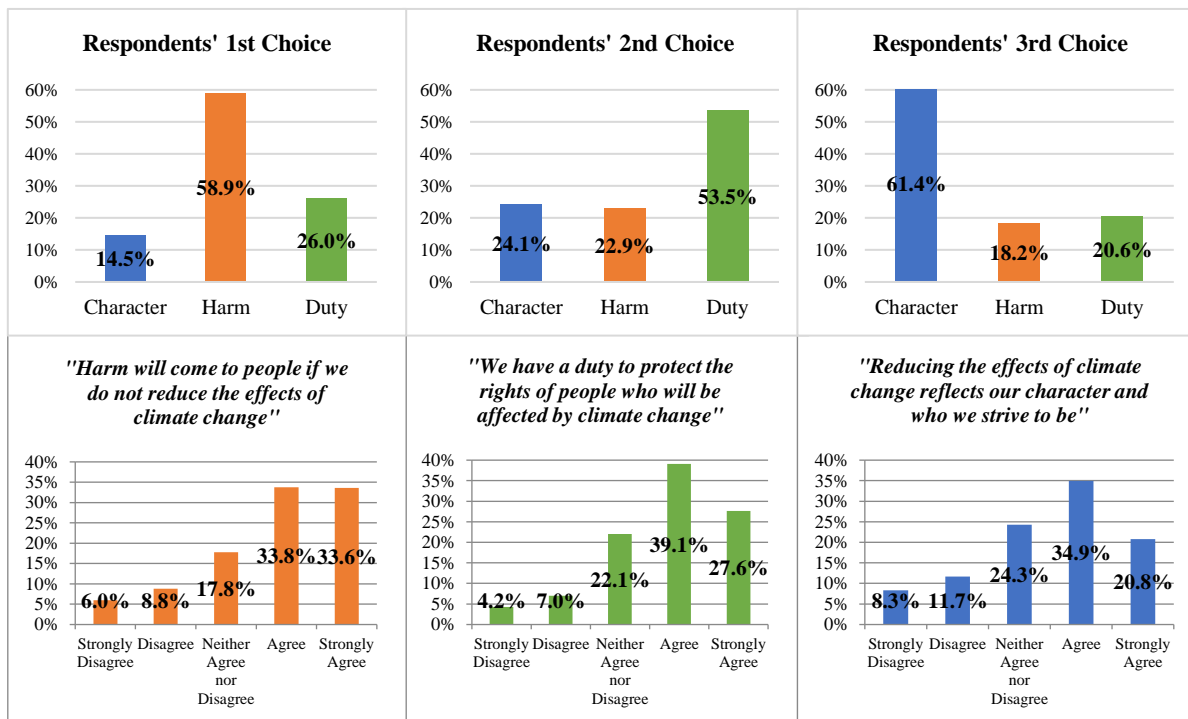 Respondents' 1st Choice
60%
50%
40%
30%
20%
10%
0%
14.5%
58.9%
26.0%
Character Harm Duty
Respondents' 2nd Choice
60%
50%
40%
30%
20%
10%
0%
24.1%
22.9%
53.5%
Character Harm Duty
Respondents' 3rd Choice
60%
50%
40%
30%
20%
10%
0%
61.4%
18.2%
20.6%
Character Harm Duty
"Harm will come to people if we
do not reduce the effects of
climate change"
40%
35%
30%
25%
20%
15%
10%
5%
0%
6.0%
8.8%
17.8%
33.8%
33.6%
Strongly Disagree Neither Agree Strongly
Disagree Agree Agree
nor
Disagree
"We have a duty to protect the
rights of people who will be
affected by climate change"
40%
35%
30%
25%
20%
15%
10%
5%
0%
4.2%
7.0%
22.1%
39.1%
27.6%
Strongly Disagree Neither Agree Strongly
Disagree Agree Agree
nor
Disagree
"Reducing the effects of climate
change reflects our character and
who we strive to be"
40%
35%
30%
25%
20%
15%
10%
5%
0%
8.3%
11.7%
24.3%
34.9%
20.8%
Strongly Disagree Neither Agree Strongly
Disagree Agree Agree
nor
Disagree